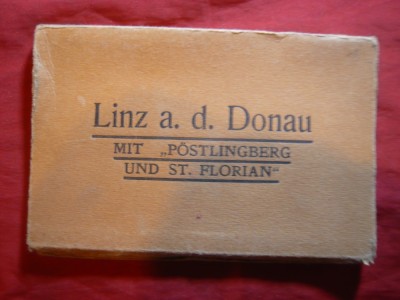 Linz a. d. Donau
MIT „PÖSTLINGBERG
UND ST. FLORIAN“